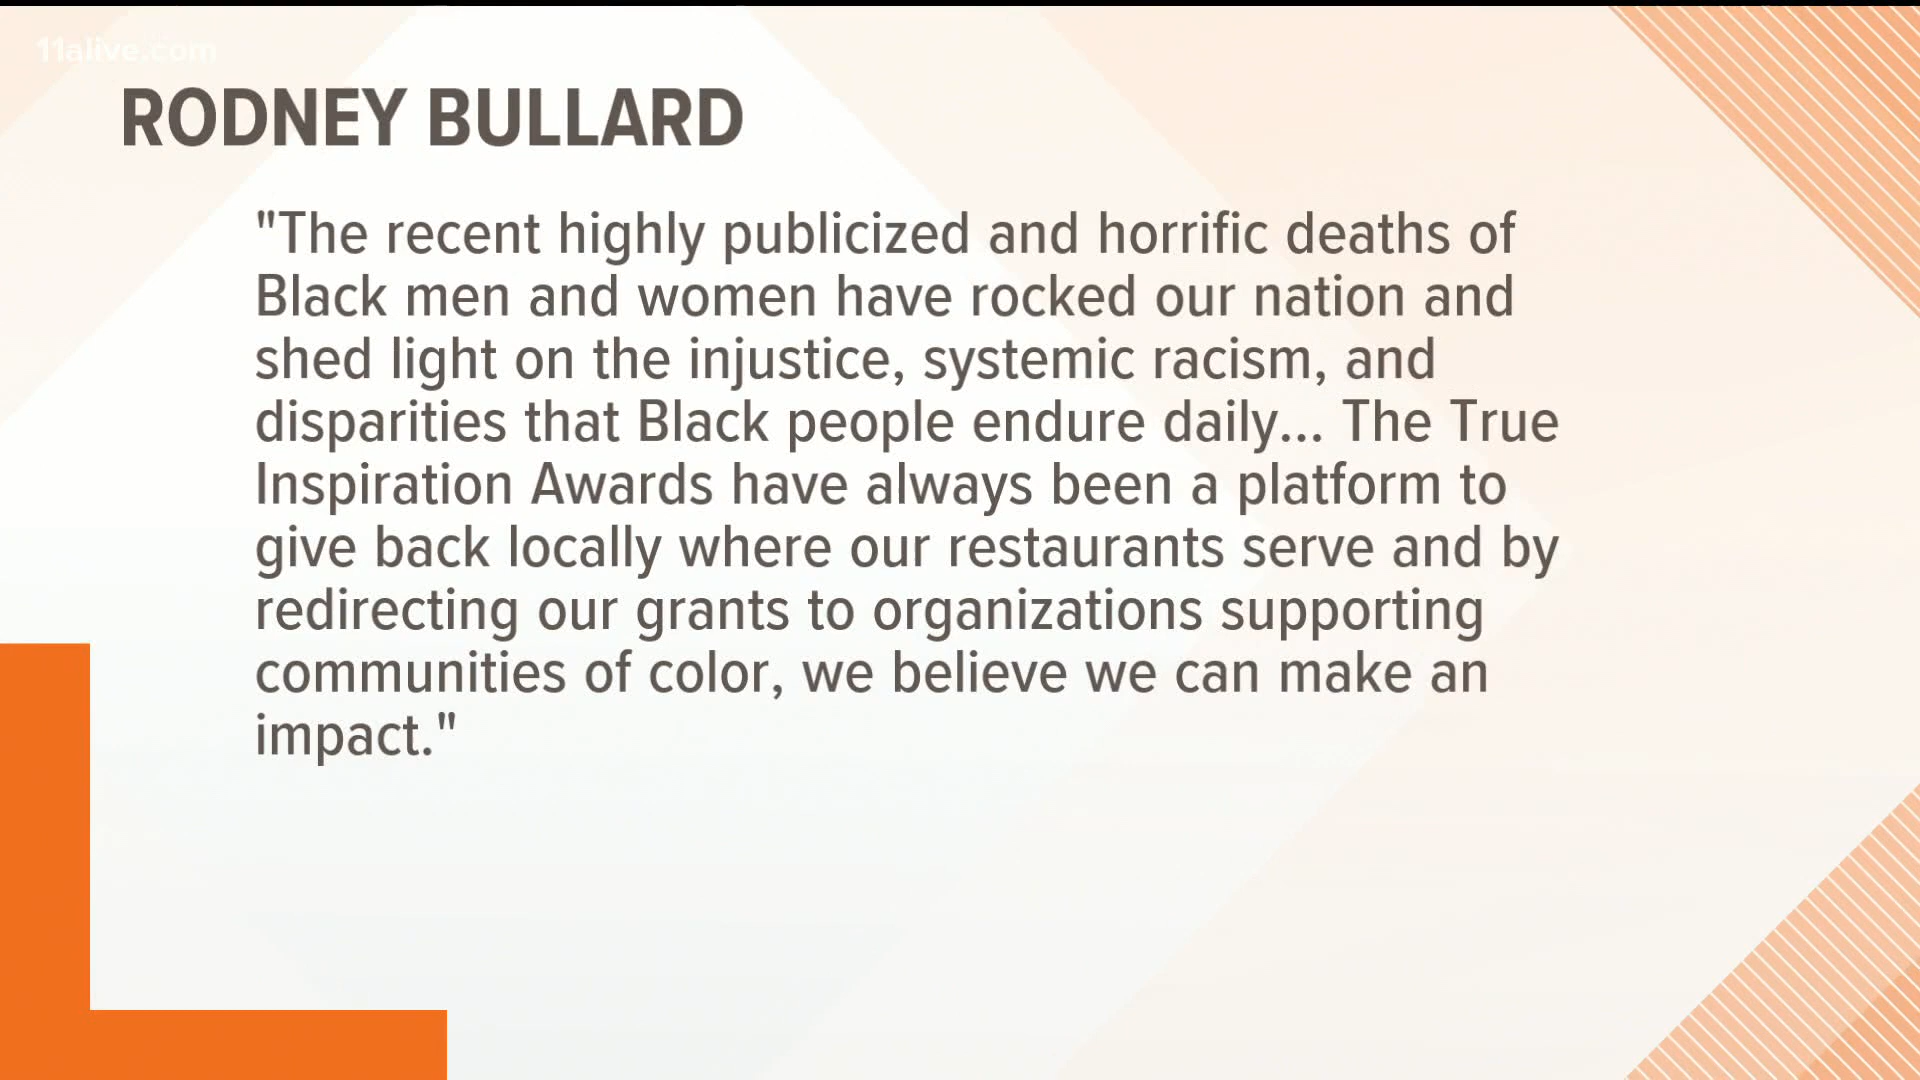 11alive.com
RODNEY BULLARD
"The recent highly publicized and horrific deaths of
Black men and women have rocked our nation and
shed light on the injustice, systemic racism, and
disparities that Black people endure daily... The True
Inspiration Awards have always been a platform to
give back locally where our restaurants serve and by
redirecting our grants to organizations supporting
communities of color, we believe we can make an
impact."